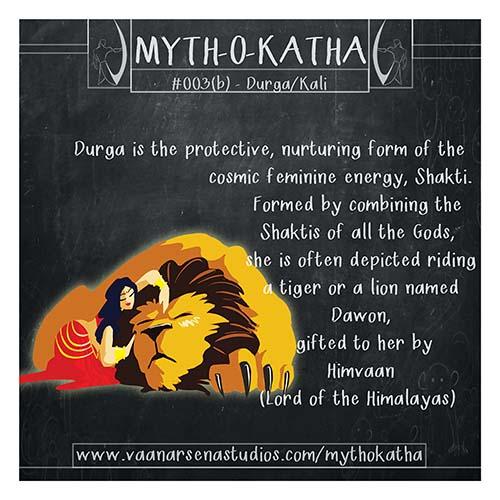 MYTH-O-KATHA
#003(b) - Durga/Kali
Durga is the protective, nurturing form of the
cosmic feminine energy, Shakti.
Formed by combining the
Shaktis of all the Gods,
she is often depicted riding
a tiger or a lion named
Dawon,
gifted to her by
Himvaan
(Lord of the Himalayas)
www.vaanarsenastudios.com/mythokatha